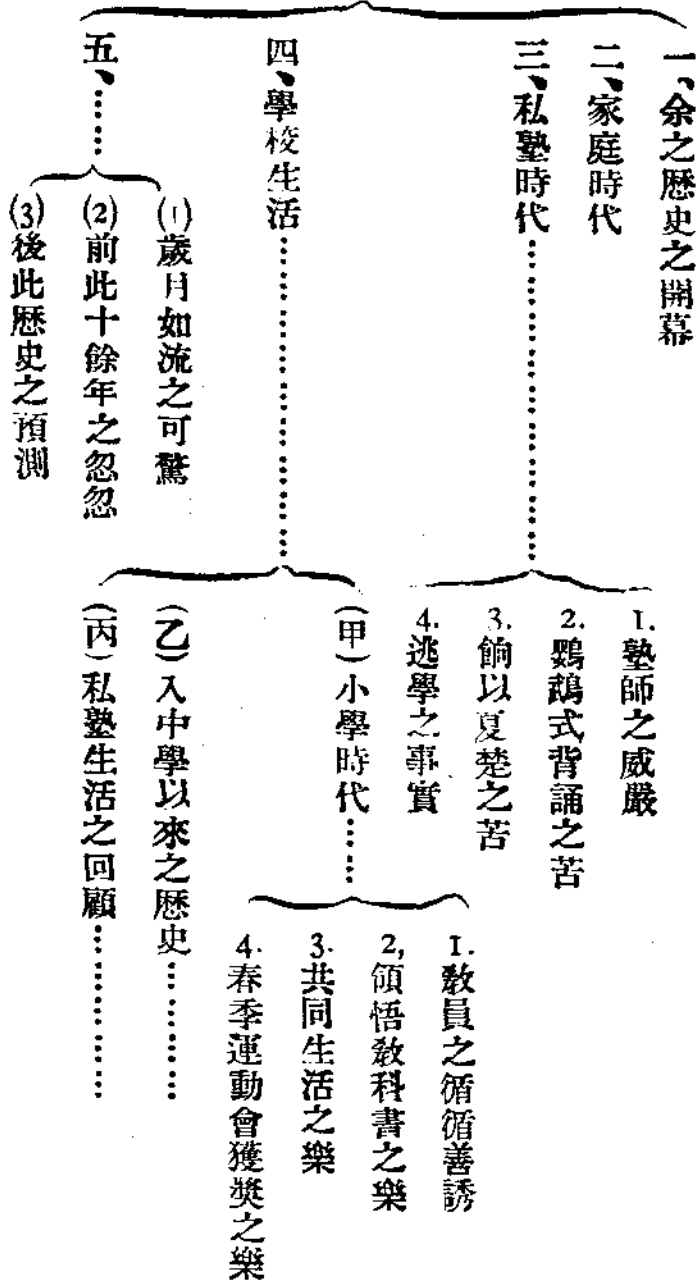 一、余之歷史之開幕
二、家庭時代
三、私塾時代………………
1.塾師之威嚴
2.鸚鵡式背誦之苦
3.餉以夏楚之苦
4.逃學之事實
四、學校生活………………
(甲)小學時代……
1.教員之循循善誘
2,領悟教科書之樂
3.共同生活之樂
4.春季運動會獲獎之樂
(乙)入中學以來之歷史………
(丙)私塾生活之回顧…………
五、……
(1)歲月如流之可驚
(2)前此十餘年之忽忽
(3)後此歷史之預測